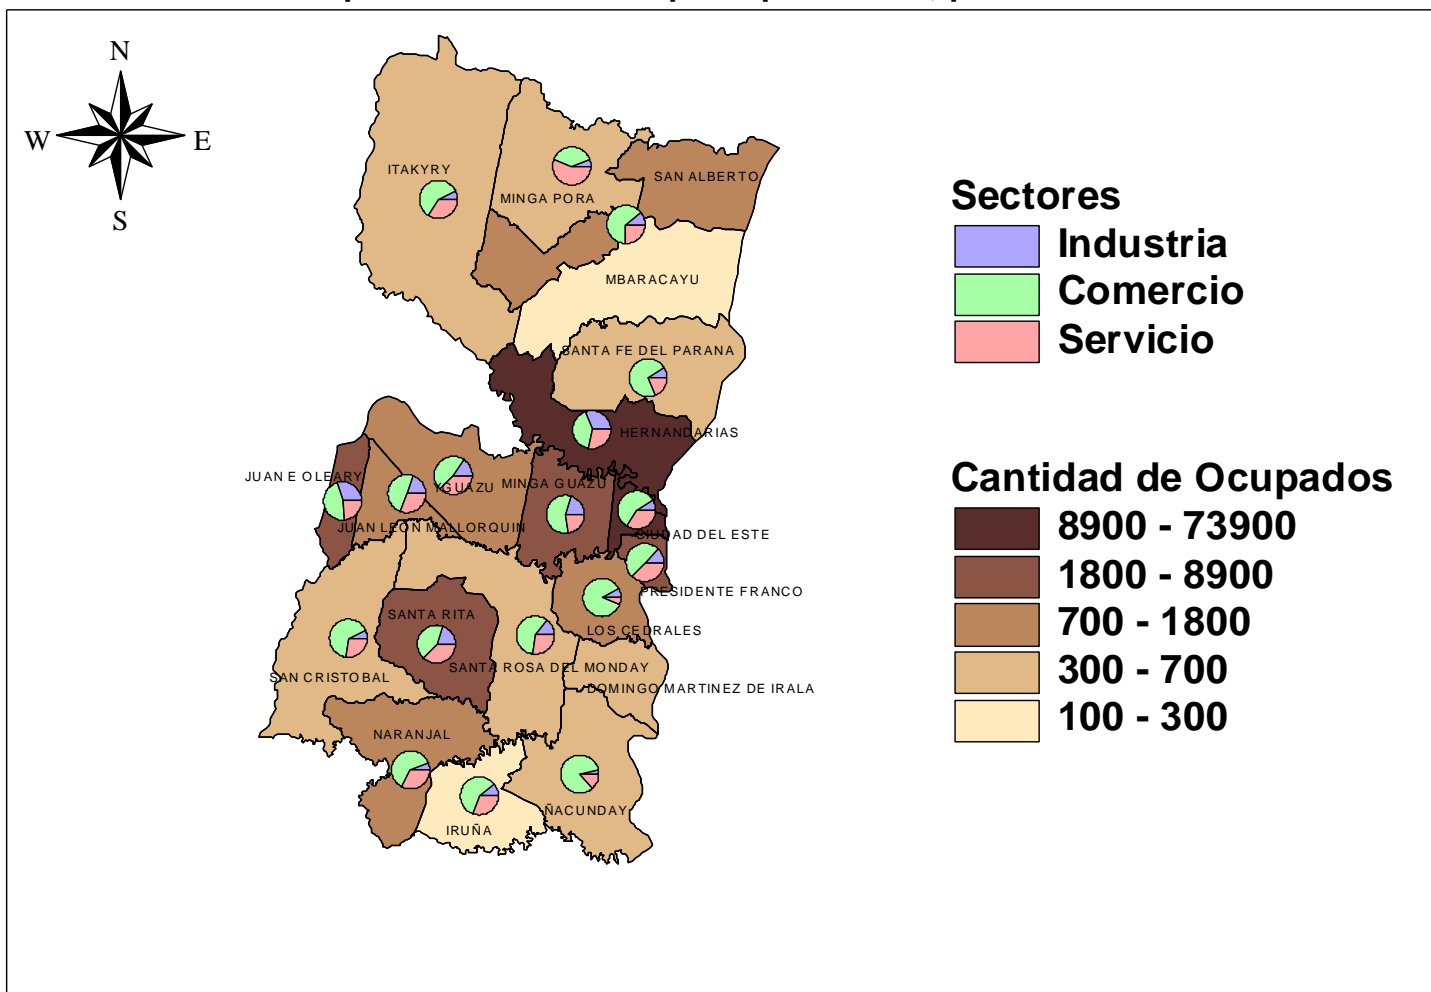 N
W
E
S
ITAKYRY
MINGA PORA
SAN ALBERTO
MBARACAYU
SANTA FE DEL PARANA
HERNANDARIAS
JUAN E OLEARY
YGUAZU
MINGA GUAZU
JUAN LEON MALLORQUIN
CIUDAD DEL ESTE
PRESIDENTE FRANCO
SANTA RITA
LOS CEDRALES
SAN CRISTOBAL
SANTA ROSA DEL MONDAY
DOMINGO MARTINEZ DE IRALA
NARANJAL
ÑACUNDAY
IRUÑA
Sectores
Industria
Comercio
Servicio
Cantidad de Ocupados
8900 - 73900
1800 - 8900
700 - 1800
300 - 700
100 - 300